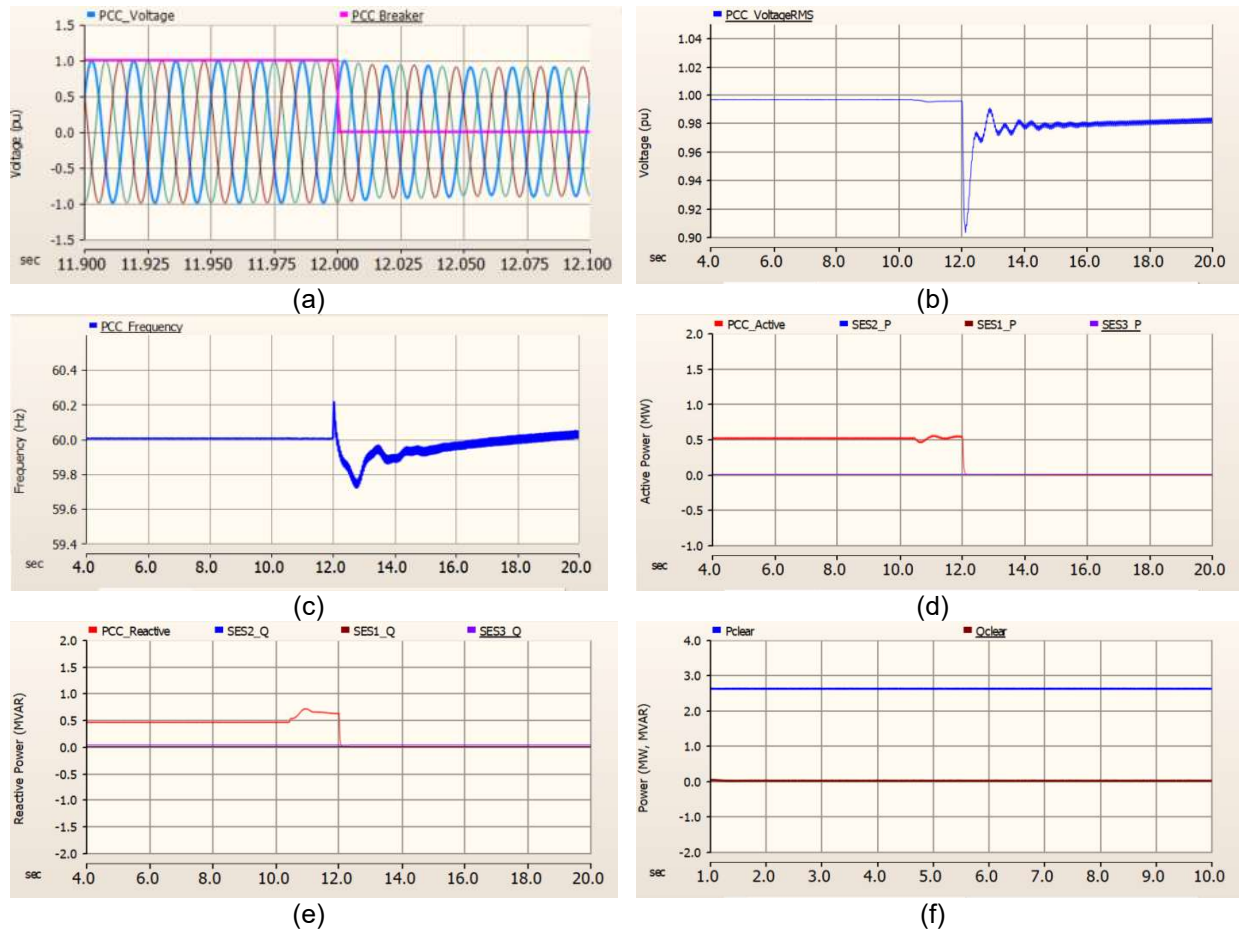 PCC_Voltage PCC Breaker
1.5
1.0
0.5
0.0
-0.5
-1.0
-1.5
Voltage (pu)
sec 11.900 11.925 11.950 11.975 12.000 12.025 12.050 12.075 12.100
(a)
PCC_VoltageRMS
1.04
1.02
1.00
0.98
0.96
0.94
0.92
0.90
Voltage (pu)
sec 4.0 6.0 8.0 10.0 12.0 14.0 16.0 18.0 20.0
(b)
PCC_Frequency
60.4
60.2
60.0
59.8
59.6
59.4
Frequency (Hz)
sec 4.0 6.0 8.0 10.0 12.0 14.0 16.0 18.0 20.0
(c)
PCC_Active SES2_P SES1_P SES3_P
2.0
1.5
1.0
0.5
0.0
-0.5
-1.0
Active Power (MW)
sec 4.0 6.0 8.0 10.0 12.0 14.0 16.0 18.0 20.0
(d)
PCC_Reactive SES2_Q SES1_Q SES3_Q
2.0
1.5
1.0
0.5
0.0
-0.5
-1.0
-1.5
-2.0
Reactive Power (MVAR)
sec 4.0 6.0 8.0 10.0 12.0 14.0 16.0 18.0 20.0
(e)
Pclear Qclear
4.0
3.0
2.0
1.0
0.0
-1.0
-2.0
Power (MW, MVAR)
sec 1.0 2.0 3.0 4.0 5.0 6.0 7.0 8.0 9.0 10.0
(f)